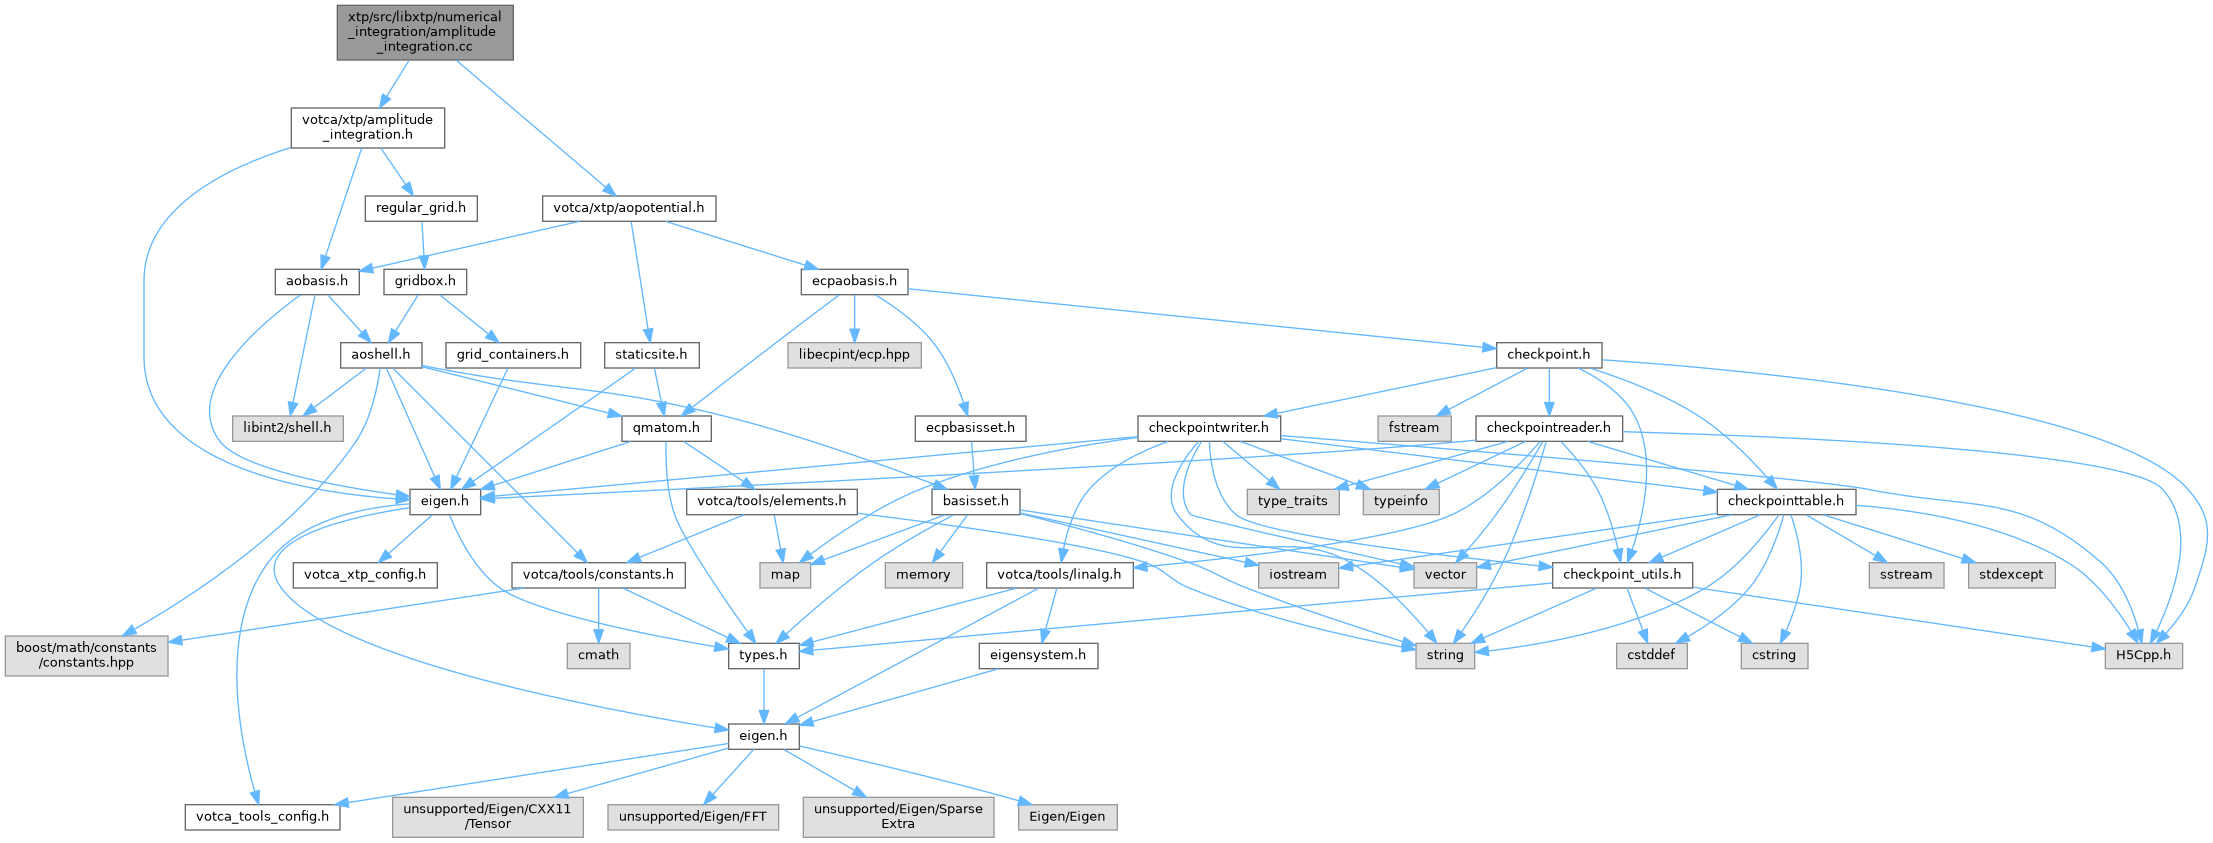 xtp/src/libxtp/numerical
_integration/amplitude
_integration.cc
votca/xtp/amplitude
_integration.h
regular_grid.h
votca/xtp/aopotential.h
aobasis.h
gridbox.h
ecpaobasis.h
aoshell.h
grid_containers.h
staticsite.h
libecpint/ecp.hpp
checkpoint.h
libint2/shell.h
qmatom.h
ecpbasisset.h
checkpointwriter.h
fstream
checkpointreader.h
eigen.h
votca/tools/elements.h
basisset.h
type_traits
typeinfo
checkpointtable.h
votca_xtp_config.h
votca/tools/constants.h
map
memory
votca/tools/linalg.h
iostream
vector
checkpoint_utils.h
sstream
stdexcept
boost/math/constants
/constants.hpp
cmath
types.h
eigensystem.h
string
cstddef
cstring
H5Cpp.h
eigen.h
votca_tools_config.h
unsupported/Eigen/CXX11
/Tensor
unsupported/Eigen/FFT
unsupported/Eigen/Sparse
Extra
Eigen/Eigen